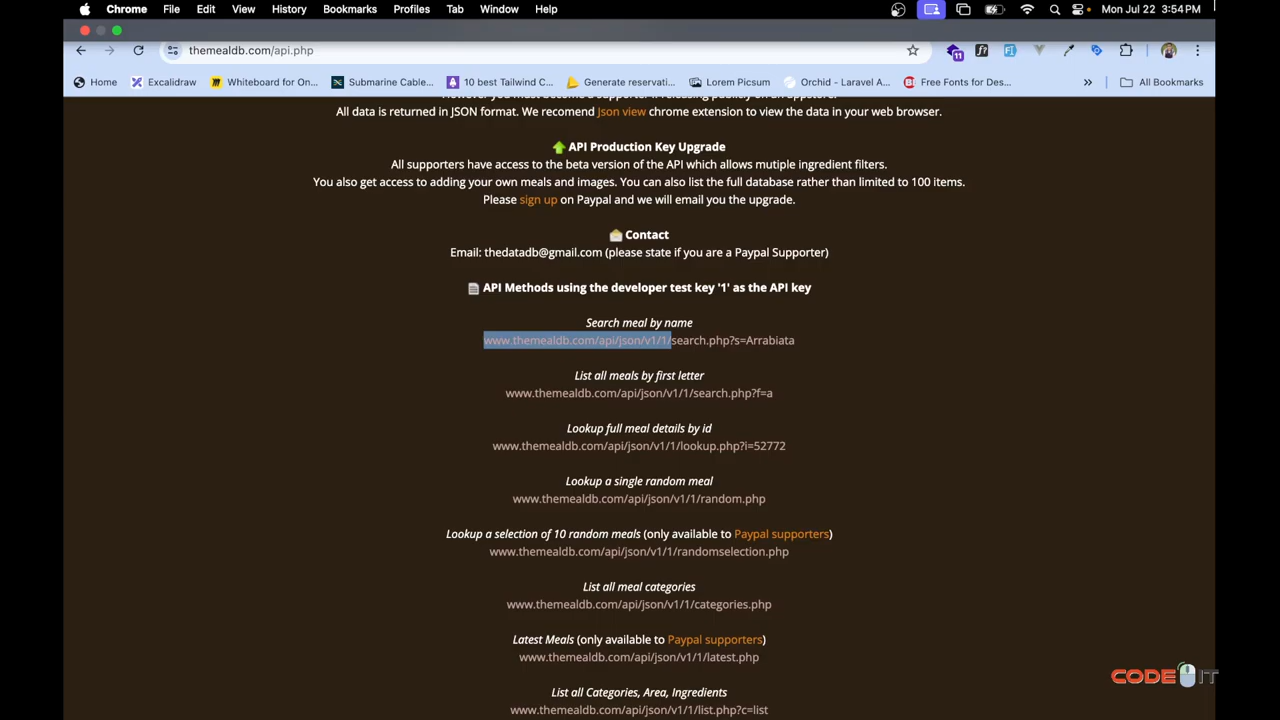 Chrome File Edit View History Bookmarks Profiles Tab Window Help Mon Jul 22 3:54 PM
themealdb.com/api.php
11
Home Excalidraw Whiteboard for On... Submarine Cable... 10 best Tailwind C... Generate reservati... Lorem Picsum Orchid - Laravel A... Free Fonts for Des... » All Bookmarks
All data is returned in JSON format. We recomend Json view chrome extension to view the data in your web browser.
API Production Key Upgrade
All supporters have access to the beta version of the API which allows mutiple ingredient filters.
You also get access to adding your own meals and images. You can also list the full database rather than limited to 100 items.
Please sign up on Paypal and we will email you the upgrade.
Contact
Email: thedatadb@gmail.com (please state if you are a Paypal Supporter)
API Methods using the developer test key '1' as the API key
Search meal by name
www.themealdb.com/api/json/v1/1/search.php?s=Arrabiata
List all meals by first letter
www.themealdb.com/api/json/v1/1/search.php?f=a
Lookup full meal details by id
www.themealdb.com/api/json/v1/1/lookup.php?i=52772
Lookup a single random meal
www.themealdb.com/api/json/v1/1/random.php
Lookup a selection of 10 random meals (only available to Paypal supporters)
www.themealdb.com/api/json/v1/1/randomselection.php
List all meal categories
www.themealdb.com/api/json/v1/1/categories.php
Latest Meals (only available to Paypal supporters)
www.themealdb.com/api/json/v1/1/latest.php
CODE IT
List all Categories, Area, Ingredients
www.themealdb.com/api/json/v1/1/list.php?c=list